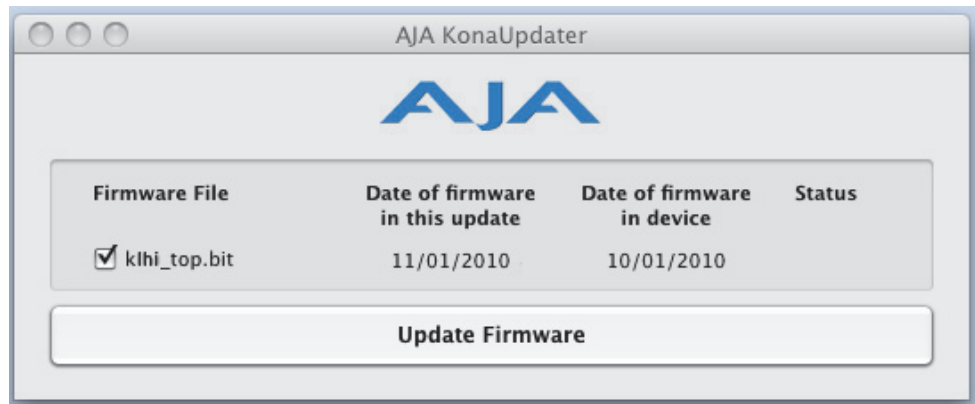 AJA KonaUpdater
AJA
Firmware File
Date of firmware
in this update
Date of firmware
in device
Status
klhi_top.bit
11/01/2010
10/01/2010
Update Firmware